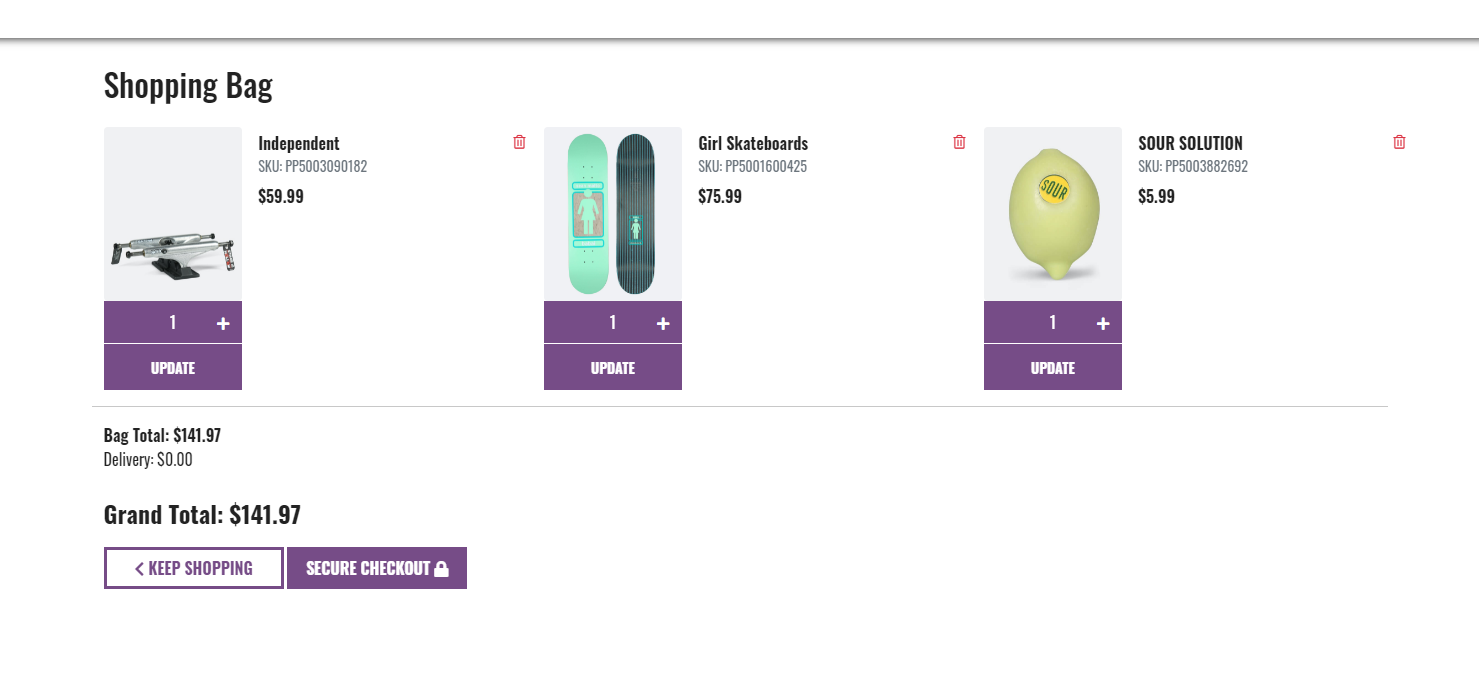 Shopping Bag
Independent
SKU: PP5003090182
$59.99
1 +
UPDATE
Girl Skateboards
SKU: PP5001600425
$75.99
1 +
UPDATE
SOUR SOLUTION
SKU: PP5003882692
$5.99
SOUR
1 +
UPDATE
Bag Total: $141.97
Delivery: $0.00
Grand Total: $141.97
< KEEP SHOPPING
SECURE CHECKOUT